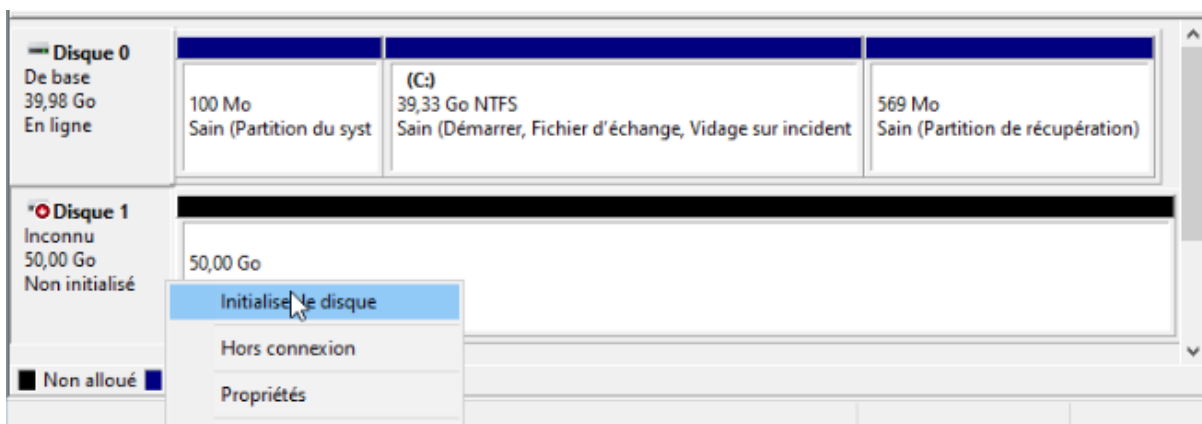 Disque 0
De base
39,98 Go
En ligne
100 Mo
Sain (Partition du syst
(C:)
39,33 Go NTFS
Sain (Démarrer, Fichier d'échange, Vidage sur incident
569 Mo
Sain (Partition de récupération)
Disque 1
Inconnu
50,00 Go
Non initialisé
50,00 Go
Initialiser le disque
Hors connexion
Propriétés
Non alloué